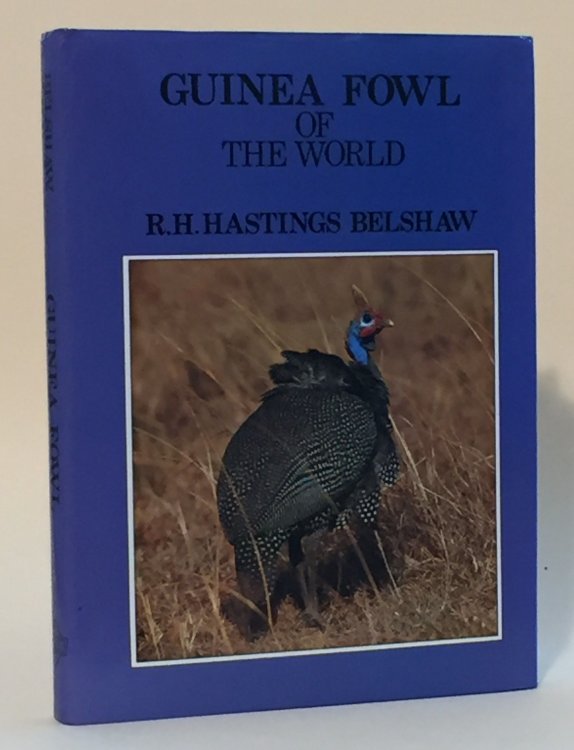 GUINEA FOWL
OF
THE WORLD
R.H. HASTINGS BELSHAW
BELSHAW
GUINEA FOWL